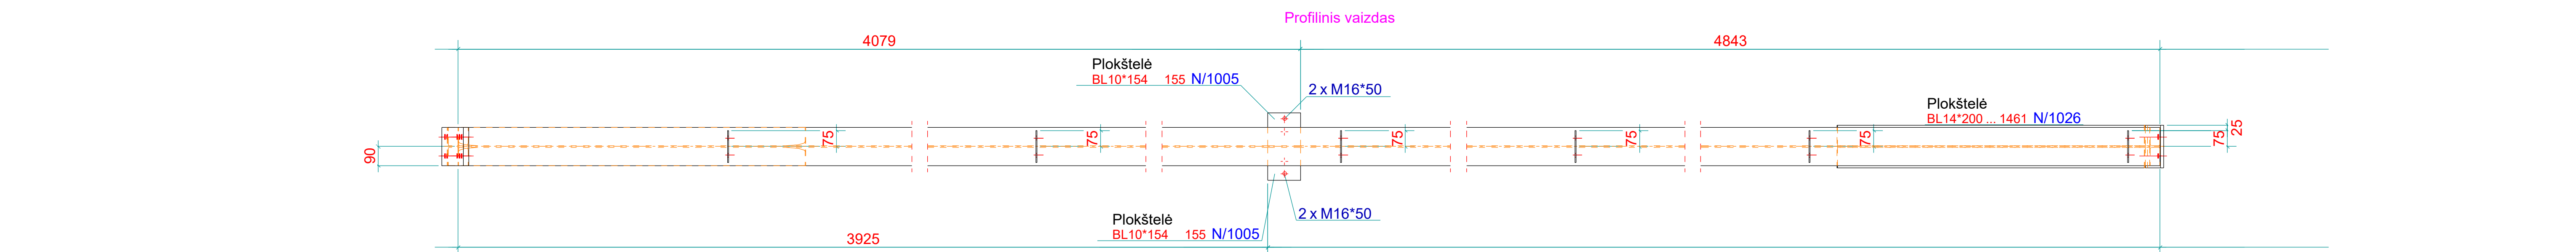 Profilinis vaizdas
4079
4843
Plokštelė
BL10*154 155 N/1005
2 x M16*50
Plokštelė
BL14*200 ... 1461 N/1026
90
75
75
75
75
75
75
25
2 x M16*50
Plokštelė
BL10*154 155 N/1005
3925